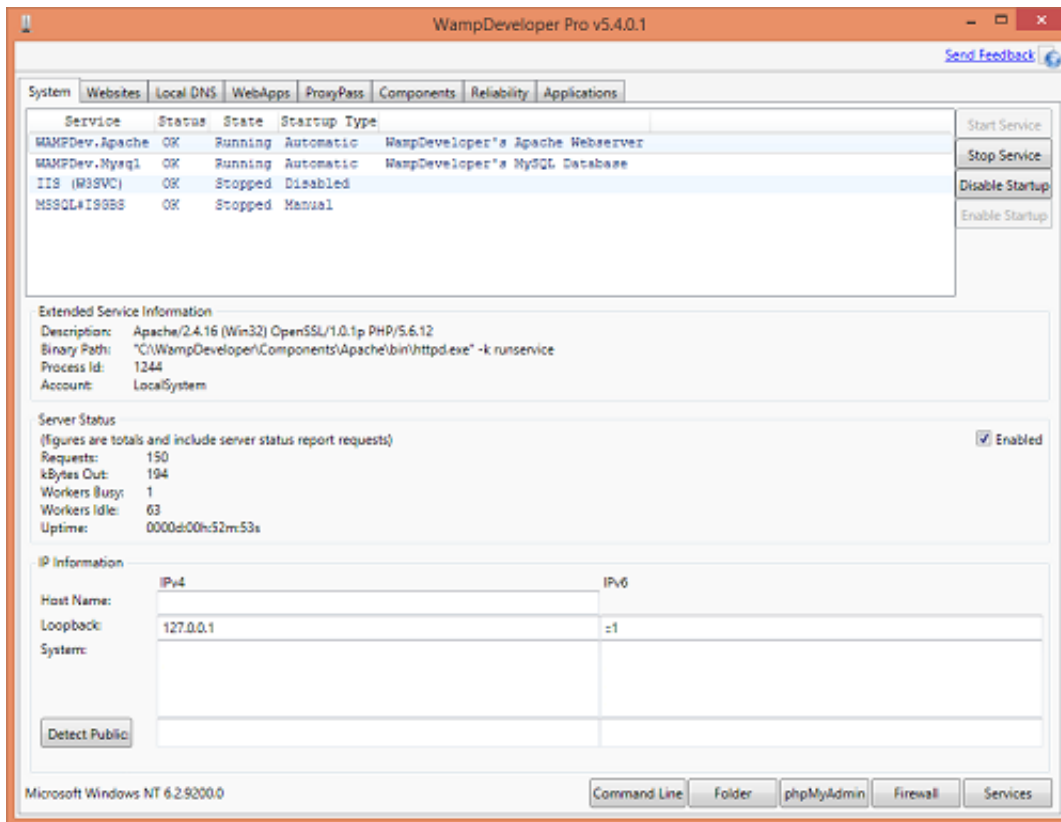 WampDeveloper Pro v5.4.0.1
Send Feedback
System Websites Local DNS WebApps ProxyPass Components Reliability Applications
Service Status State Startup Type
WAMPDev.Apache OK Running Automatic WampDeveloper's Apache Webserver
WAMPDev.Mysql OK Running Automatic WampDeveloper's MySQL Database
IIS (W3SVC) OK Stopped Disabled
MSSQL#ISGBS OK Stopped Manual
Start Service
Stop Service
Disable Startup
Enable Startup
Extended Service Information
Description: Apache/2.4.16 (Win32) OpenSSL/1.0.1p PHP/5.6.12
Binary Path: "C:\WampDeveloper\Components\Apache\bin\httpd.exe" -k runservice
Process Id: 1244
Account: LocalSystem
Server Status
(figures are totals and include server status report requests)
Enabled
Requests: 150
kBytes Out: 194
Workers Busy: 1
Workers Idle: 63
Uptime: 0000d:00h:52m:53s
IP Information
IPv4 IPv6
Host Name:
Loopback: 127.0.0.1 ::1
System:
Detect Public:
Microsoft Windows NT 6.2.9200.0
Command Line Folder phpMyAdmin Firewall Services